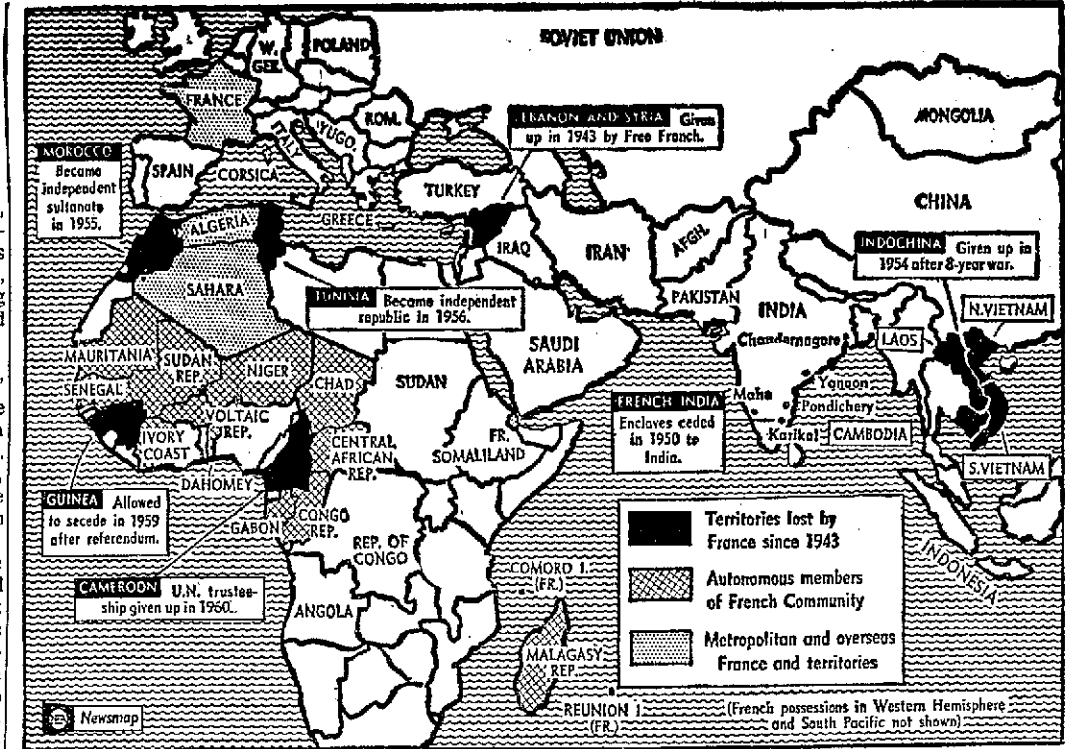 SOVIET UNION
W. GER.
POLAND
FRANCE
ITALY
YUGO.
ROM.
MONGOLIA
LEBANON AND SYRIA Given
up in 1943 by Free French.
MOROCCO
Became
independent
sultanate
in 1955.
SPAIN
CORSICA
GREECE
TURKEY
CHINA
ALGERIA
IRAQ
IRAN
AFGH.
INDOCHINA Given up in
1954 after 8-year war.
SAHARA
TUNISIA Became independent
republic in 1956.
PAKISTAN
INDIA
Chandernagore
N.VIETNAM
LAOS
MAURITANIA
SUDAN
REP.
NIGER
CHAD
SUDAN
SAUDI
ARABIA
SENEGAL
VOLTAIC
REP.
IVORY
COAST
DAHOMEY
CENTRAL
AFRICAN
REP.
FR.
SOMALILAND
FRENCH INDIA
Enclaves ceded
in 1950 to
India.
Mahe
Yanaon
Pondichery
Karikal
CAMBODIA
S.VIETNAM
GUINEA Allowed
to secede in 1959
after referendum.
GABON
CONGO
REP.
REP. OF
CONGO
CAMEROON U.N. trustee-
ship given up in 1960.
ANGOLA
COMORD I.
(FR.)
MALAGASY
REP.
REUNION I.
(FR.)
INDONESIA
Territories lost by
France since 1943
Autonomous members
of French Community
Metropolitan and overseas
France and territories
(French possessions in Western Hemisphere
and South Pacific not shown)
NEA Newsmap